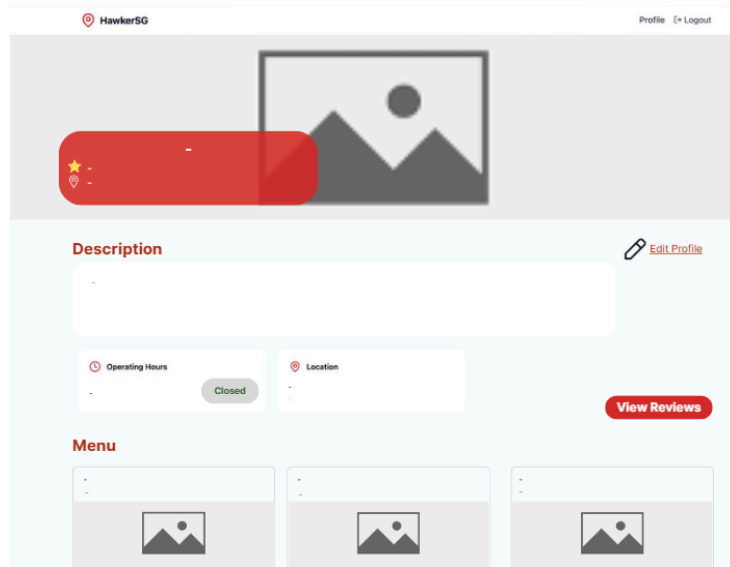 HawkerSG
Profile Logout
-
-
-
Description
Edit Profile
-
Operating Hours
Location
-
Closed
-
View Reviews
Menu
- - -
- - -